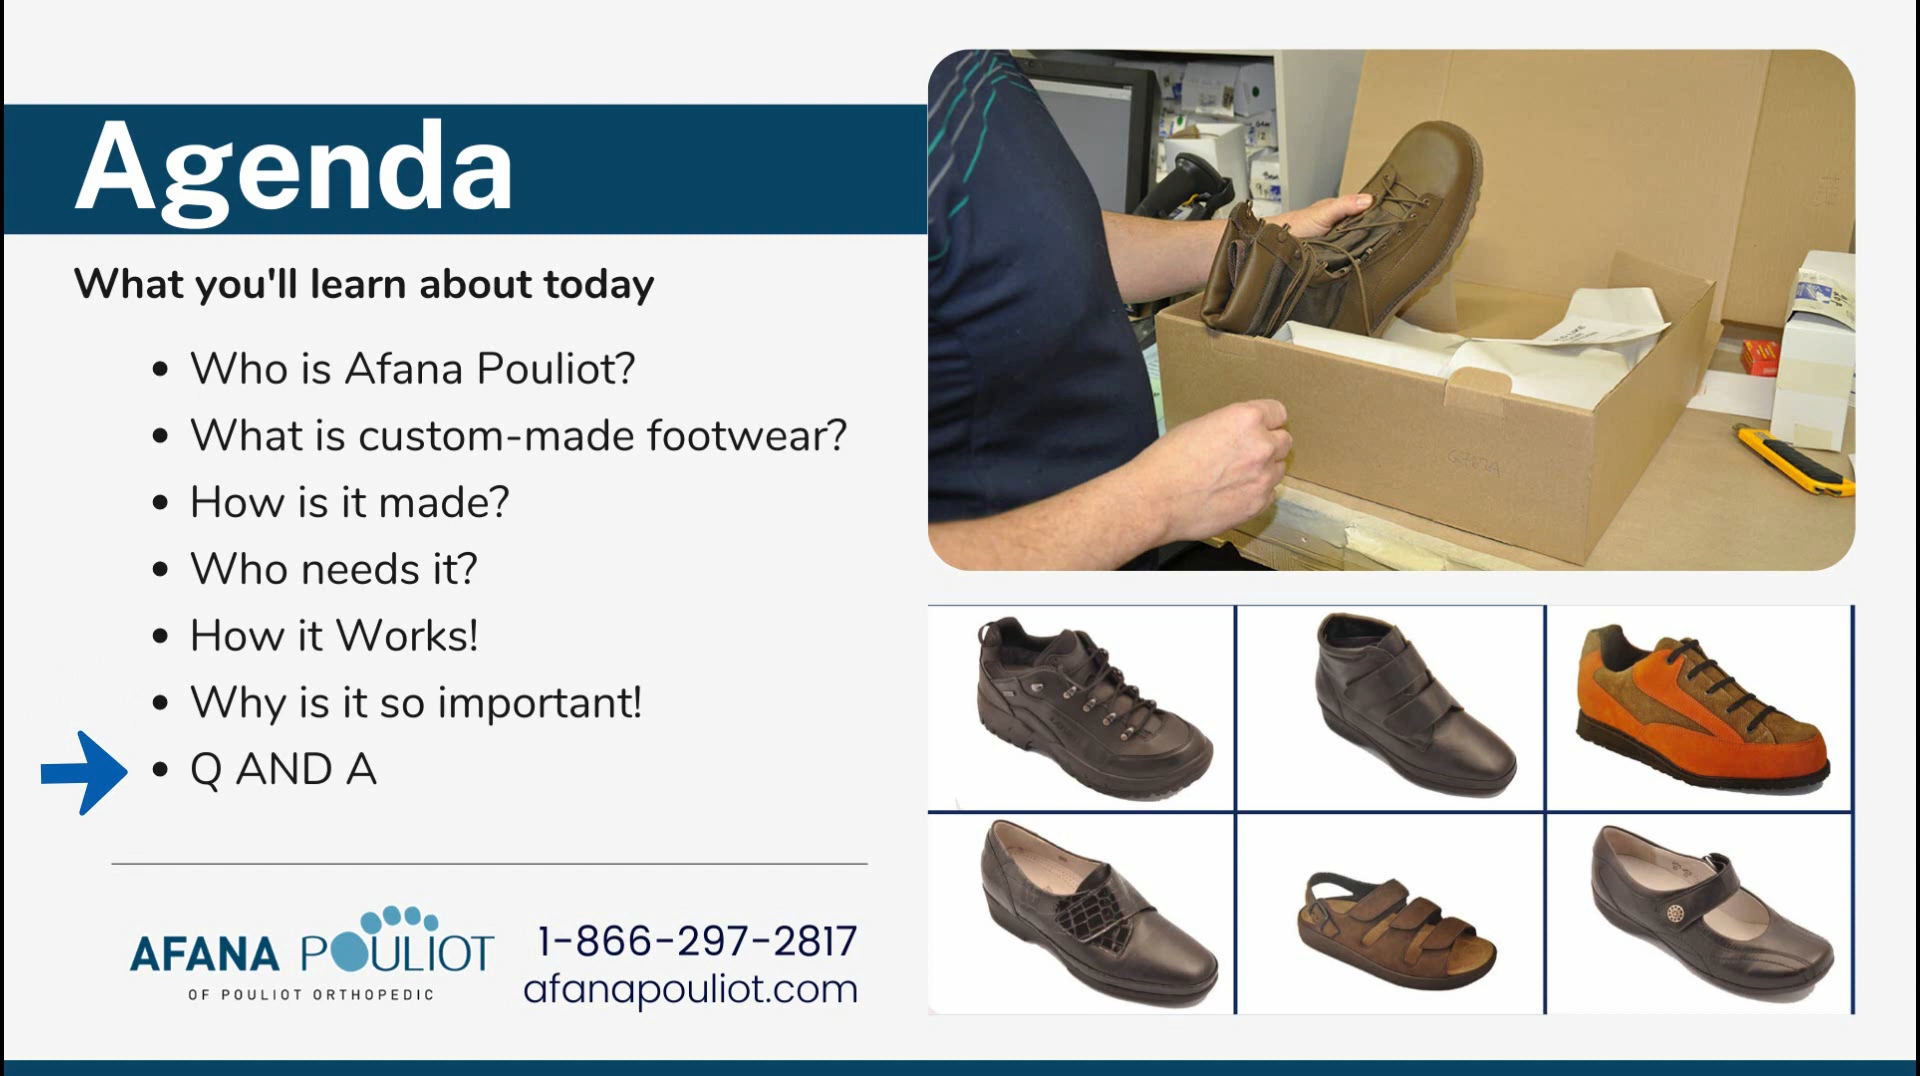 Agenda
What you'll learn about today
• Who is Afana Pouliot?
• What is custom-made footwear?
• How is it made?
• Who needs it?
• How it Works!
• Why is it so important!
• Q AND A
AFANA POULIOT
OF POULIOT ORTHOPEDIC
1-866-297-2817
afanapouliot.com